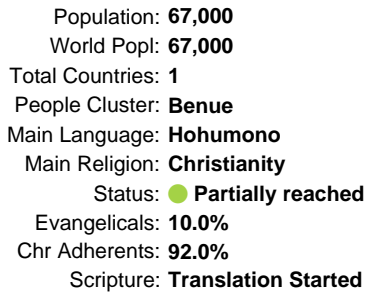 Population: 67,000
World Popl: 67,000
Total Countries: 1
People Cluster: Benue
Main Language: Hohumono
Main Religion: Christianity
Status: Partially reached
Evangelicals: 10.0%
Chr Adherents: 92.0%
Scripture: Translation Started